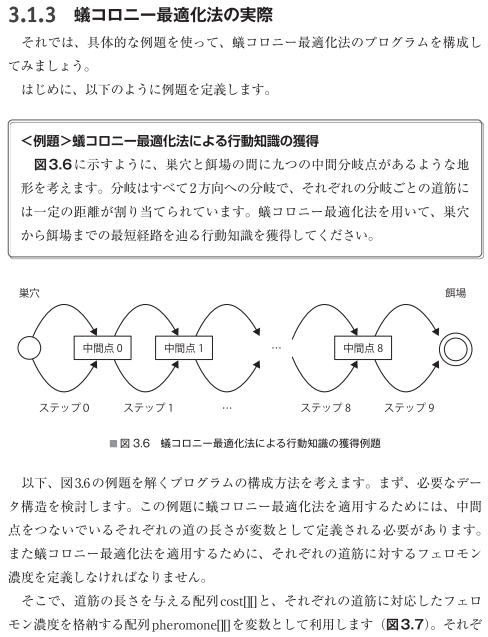 3.1.3 蟻コロニー最適化法の実際
それでは、具体的な例題を使って、蟻コロニー最適化法のプログラムを構成し
てみましょう。
はじめに、以下のように例題を定義します。
＜例題＞蟻コロニー最適化法による行動知識の獲得
図3.6に示すように、巣穴と餌場の間に九つの中間分岐点があるような地
形を考えます。分岐はすべて2方向への分岐で、それぞれの分岐ごとの道筋に
は一定の距離が割り当てられています。蟻コロニー最適化法を用いて、巣穴
から餌場までの最短経路を辿る行動知識を獲得してください。
巣穴 餌場
中間点 0 中間点 1 … 中間点 8
ステップ 0 ステップ 1 … ステップ 8 ステップ 9
■図 3.6 蟻コロニー最適化法による行動知識の獲得例題
以下、図3.6の例題を解くプログラムの構成方法を考えます。まず、必要なデー
タ構造を検討します。この例題に蟻コロニー最適化法を適用するためには、中間
点をつないでいるそれぞれの道の長さが変数として定義される必要があります。
また蟻コロニー最適化法を適用するために、それぞれの道筋に対するフェロモン
濃度を定義しなければなりません。
そこで、道筋の長さを与える配列cost[][]と、それぞれの道筋に対応したフェロ
モン濃度を格納する配列pheromone[][]を変数として利用します（図3.7）。それぞ